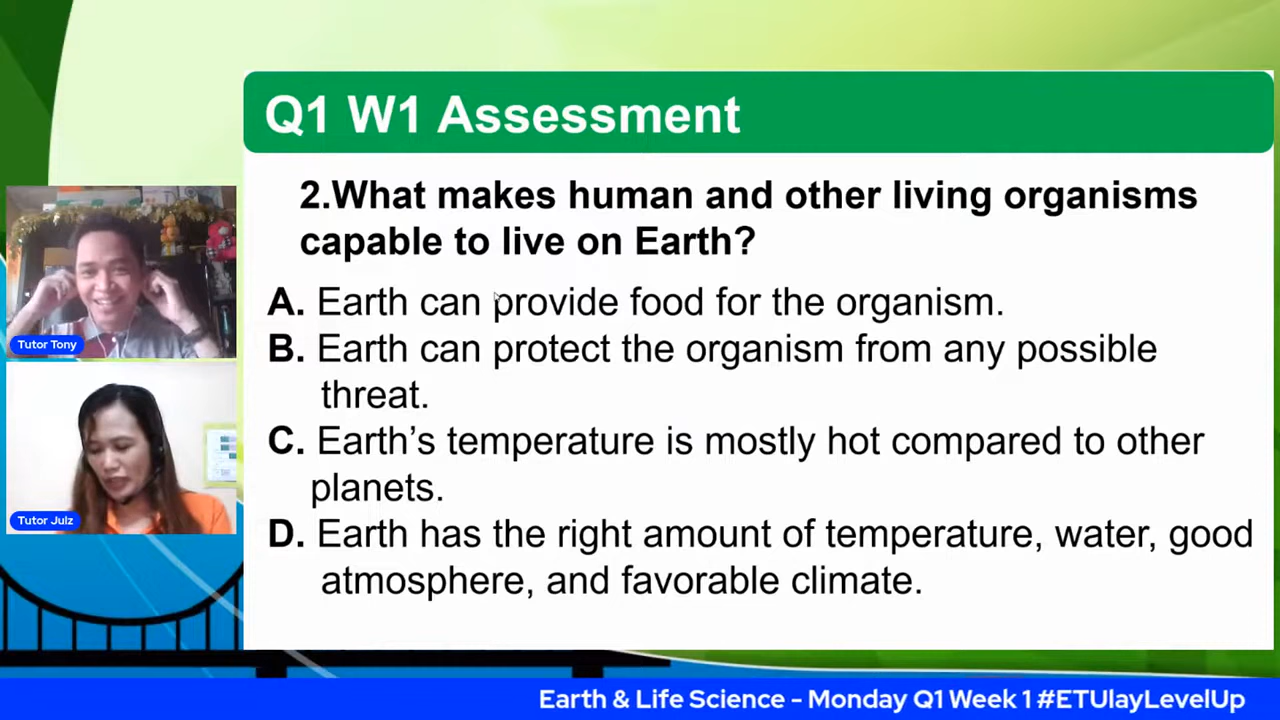 Q1 W1 Assessment
2.What makes human and other living organisms
capable to live on Earth?
A. Earth can provide food for the organism.
B. Earth can protect the organism from any possible
threat.
C. Earth’s temperature is mostly hot compared to other
planets.
D. Earth has the right amount of temperature, water, good
atmosphere, and favorable climate.
Tutor Tony
Tutor Julz
Earth & Life Science - Monday Q1 Week 1 #ETUlayLevelUp